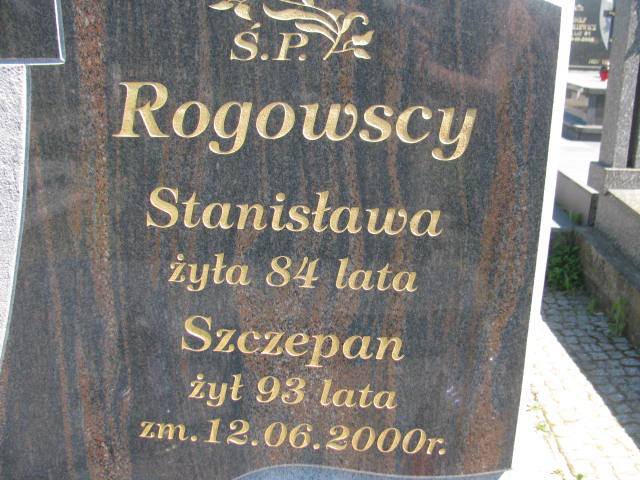 Ś.P.
Rogowscy
Stanisława
żyła 84 lata
Szczepan
żył 93 lata
zm.12.06.2000r.